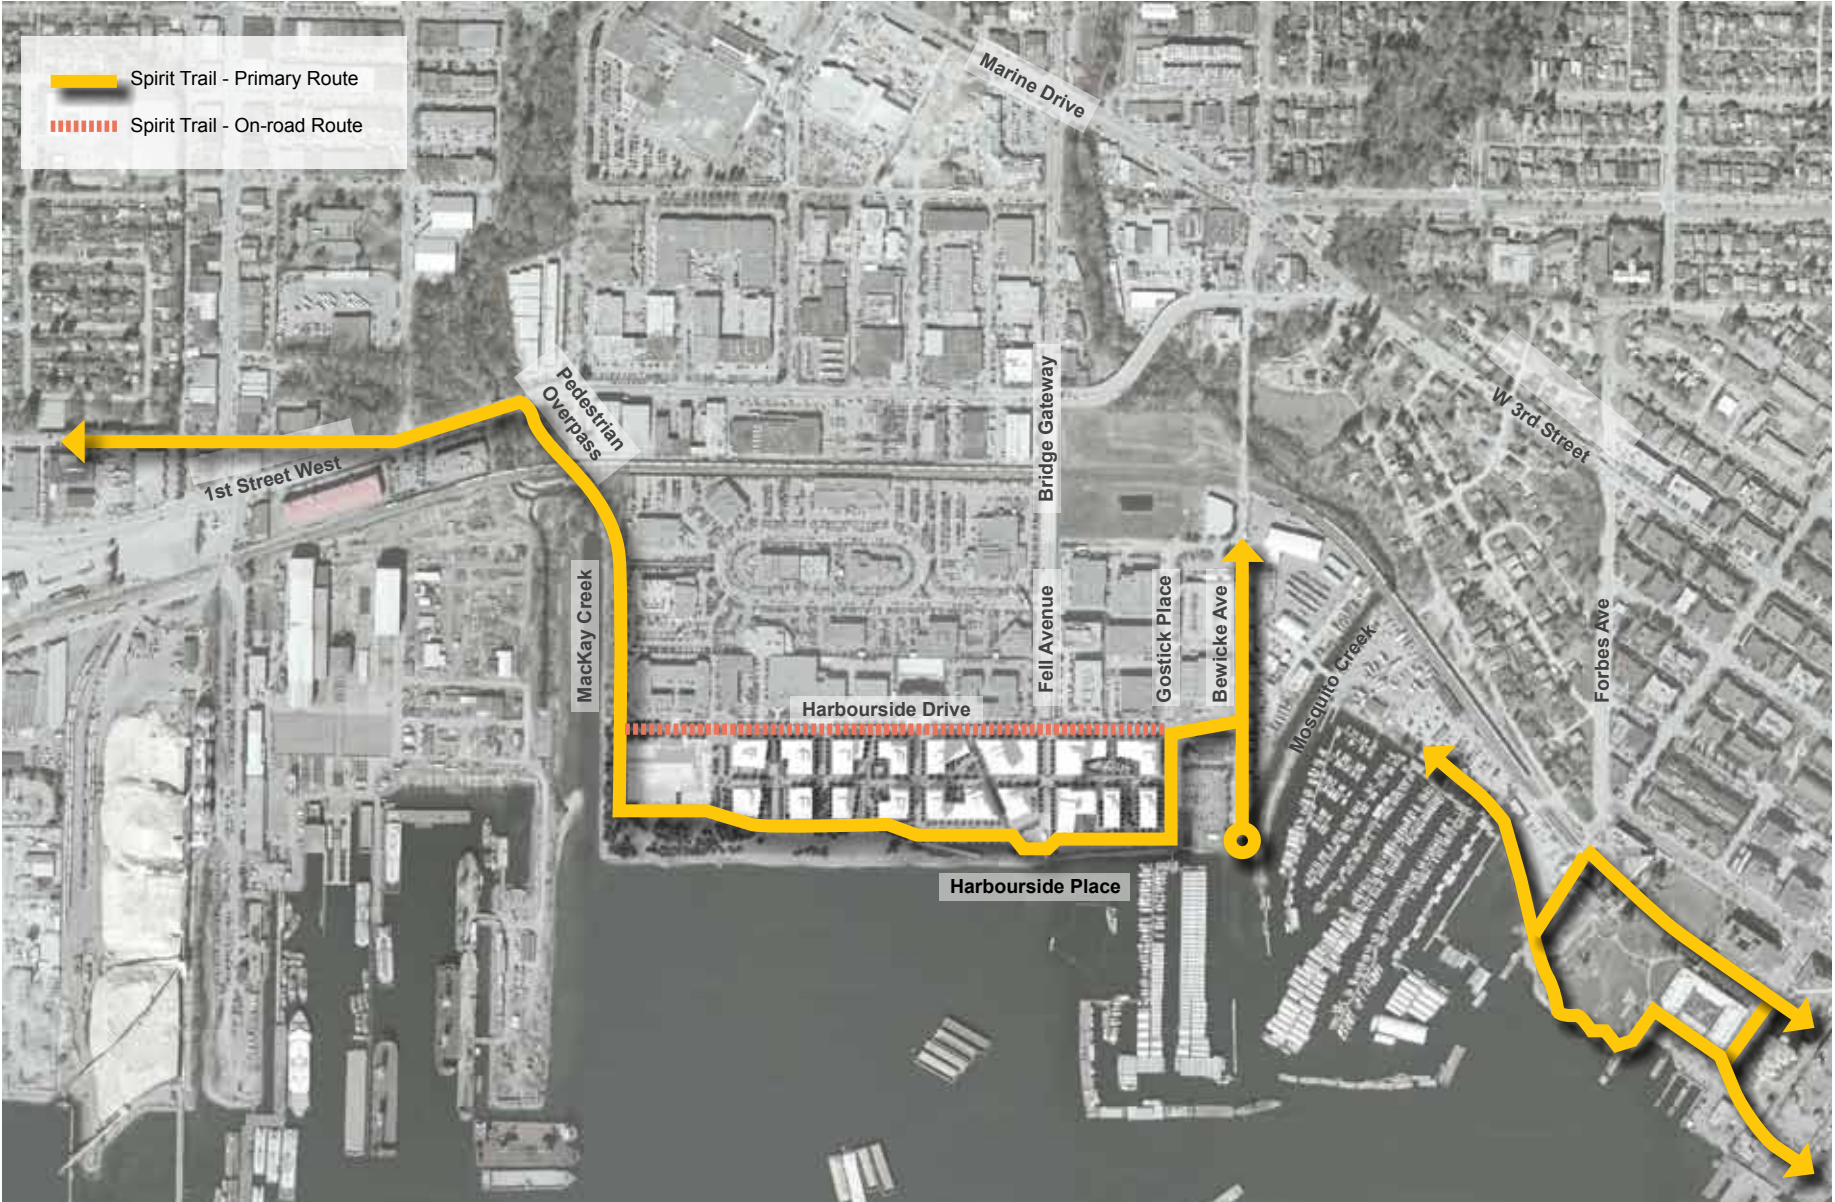 Spirit Trail - Primary Route
Spirit Trail - On-road Route
Marine Drive
Pedestrian
Overpass
Bridge Gateway
W 3rd Street
1st Street West
MacKay Creek
Fell Avenue
Gostick Place
Bewicke Ave
Mosquito Creek
Forbes Ave
Harbourside Drive
Harbourside Place